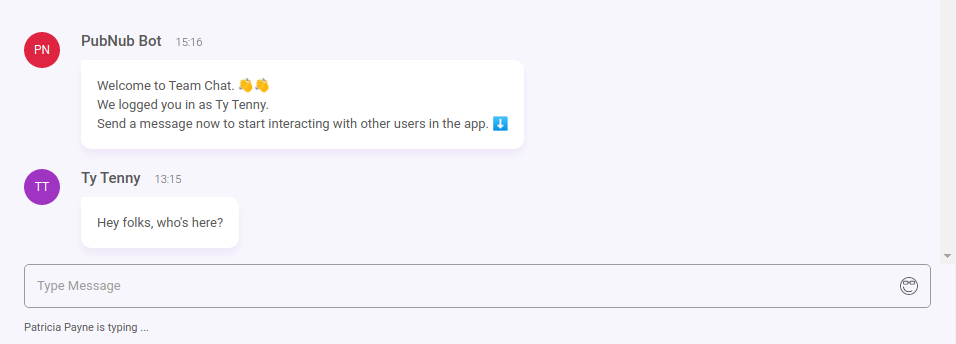 PN
PubNub Bot 15:16
Welcome to Team Chat. 👋👋
We logged you in as Ty Tenny.
Send a message now to start interacting with other users in the app. ⬇️
TT
Ty Tenny 13:15
Hey folks, who's here?
Type Message
Patricia Payne is typing ...